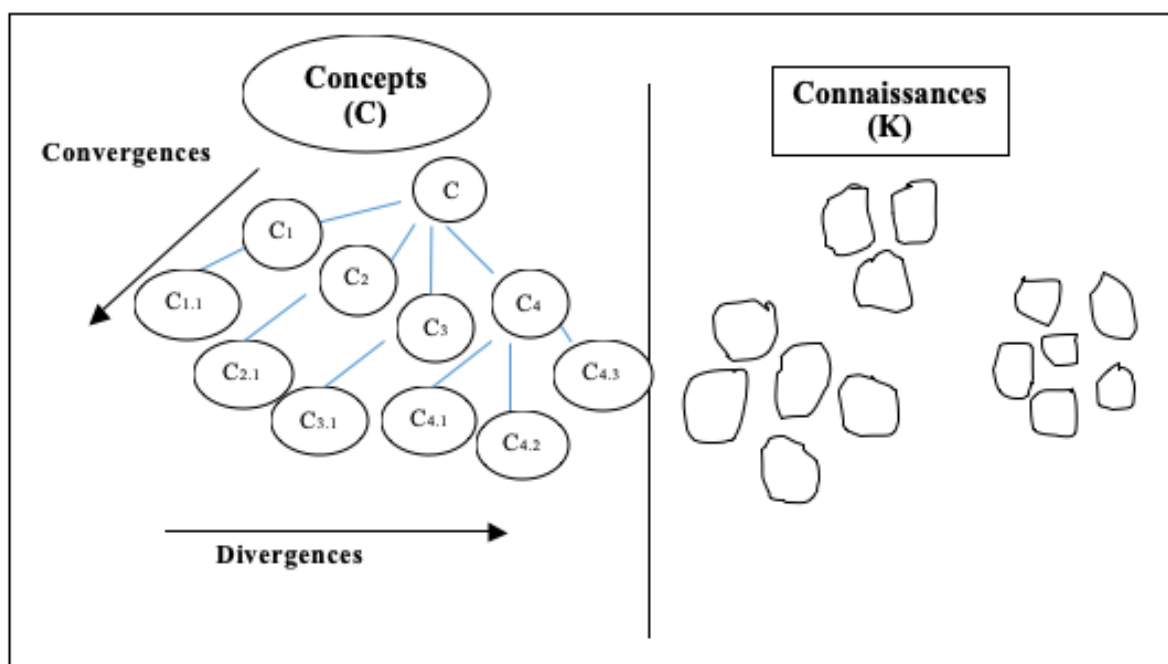 Concepts
(C)
Connaissances
(K)
Convergences
C
C1
C2
C1.1
C4
C3
C2.1
C4.3
C3.1
C4.1
C4.2
Divergences